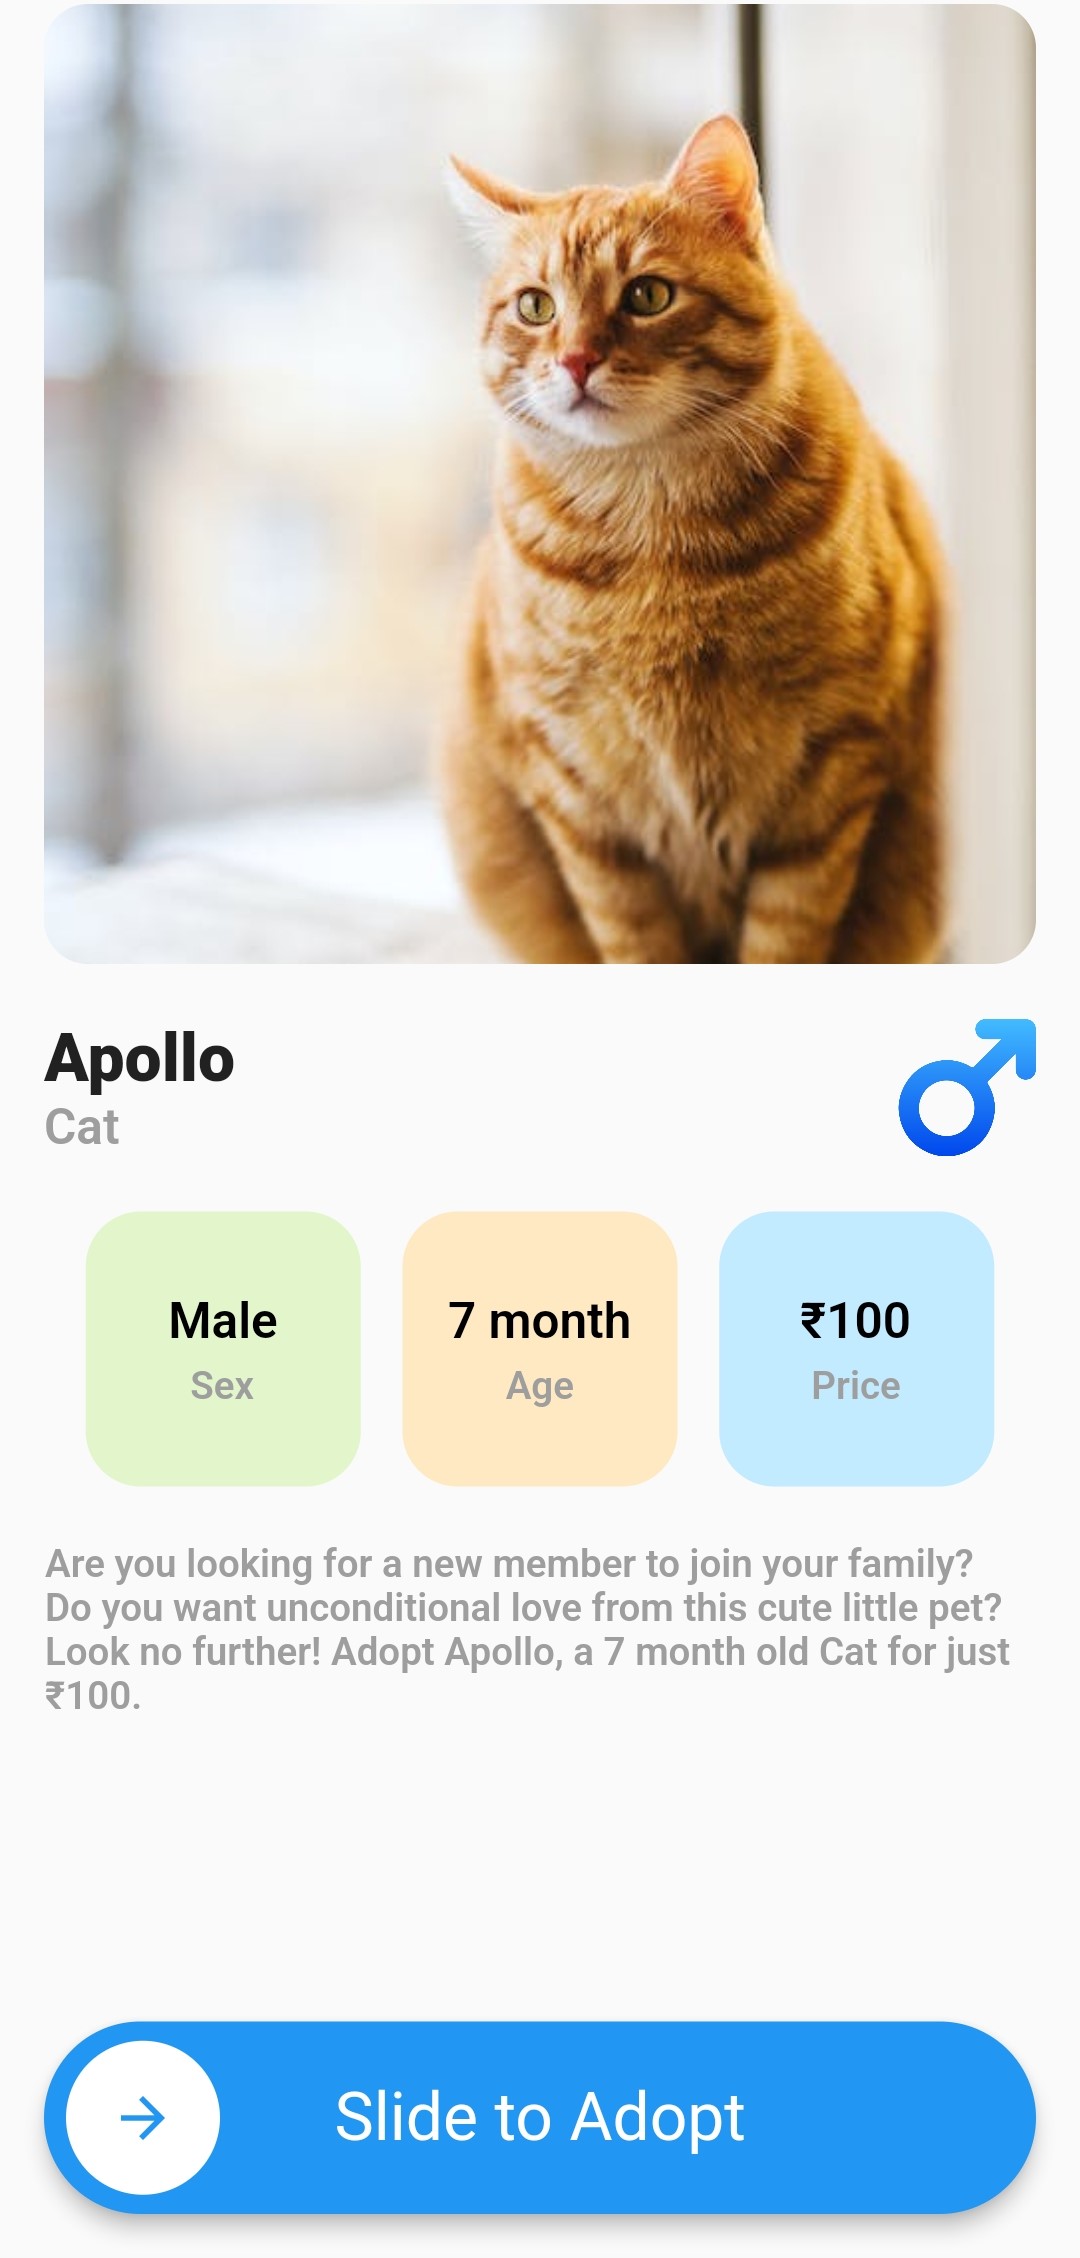 Apollo
Cat
Male
Sex
7 month
Age
₹100
Price
Are you looking for a new member to join your family?
Do you want unconditional love from this cute little pet?
Look no further! Adopt Apollo, a 7 month old Cat for just
₹100.
Slide to Adopt